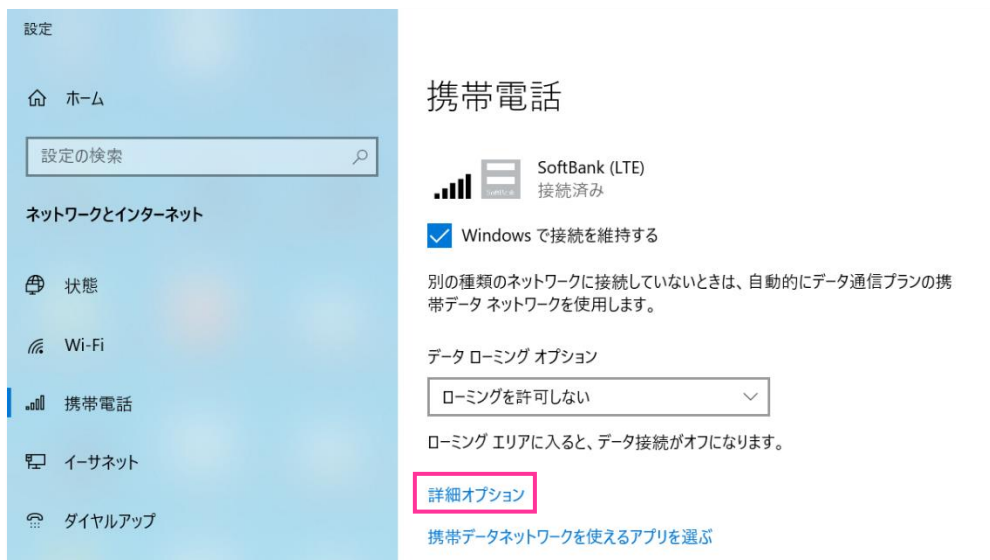 設定
ホーム
設定の検索
ネットワークとインターネット
状態
Wi-Fi
携帯電話
イーサネット
ダイヤルアップ
携帯電話
SoftBank (LTE)
接続済み
Windows で接続を維持する
別の種類のネットワークに接続していないときは、自動的にデータ通信プランの携
帯データ ネットワークを使用します。
データ ローミング オプション
ローミングを許可しない
ローミング エリアに入ると、データ接続がオフになります。
詳細オプション
携帯データネットワークを使えるアプリを選ぶ